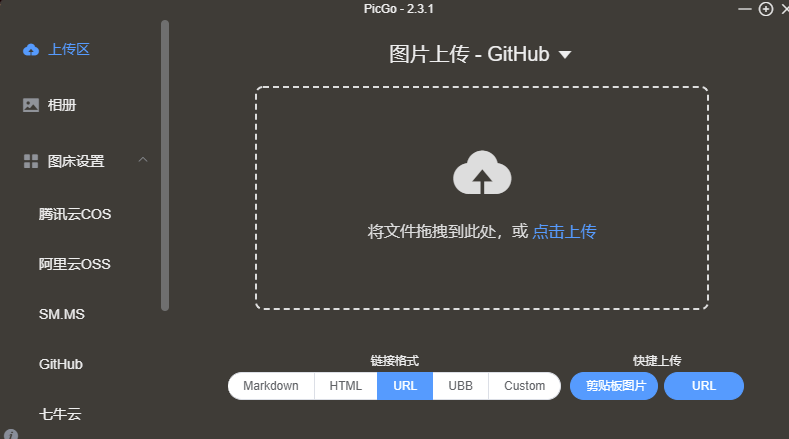 PicGo - 2.3.1
上传区
相册
图床设置
腾讯云COS
阿里云OSS
SM.MS
GitHub
七牛云
图片上传 - GitHub
将文件拖拽到此处，或 点击上传
链接格式
Markdown HTML URL UBB Custom
快捷上传
剪贴板图片 URL